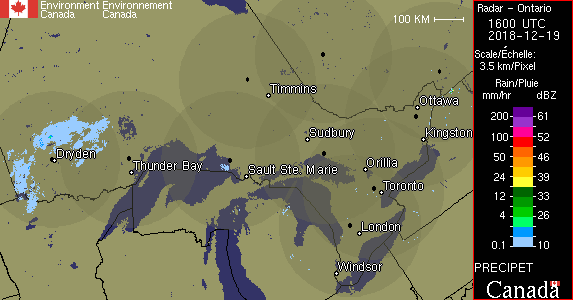 Environment Environnement
Canada Canada
100 KM
Timmins
Ottawa
Sudbury
Kingston
Dryden
Thunder Bay
Sault Ste. Marie
Orillia
Toronto
London
Windsor
Radar - Ontario
1600 UTC
2018-12-19
Scale/Échelle:
3.5 km/Pixel
Rain/Pluie
mm/hr dBZ
200 61
100 52
50 46
24 39
12 33
4 26
0.1 10
PRECIPET
Canada